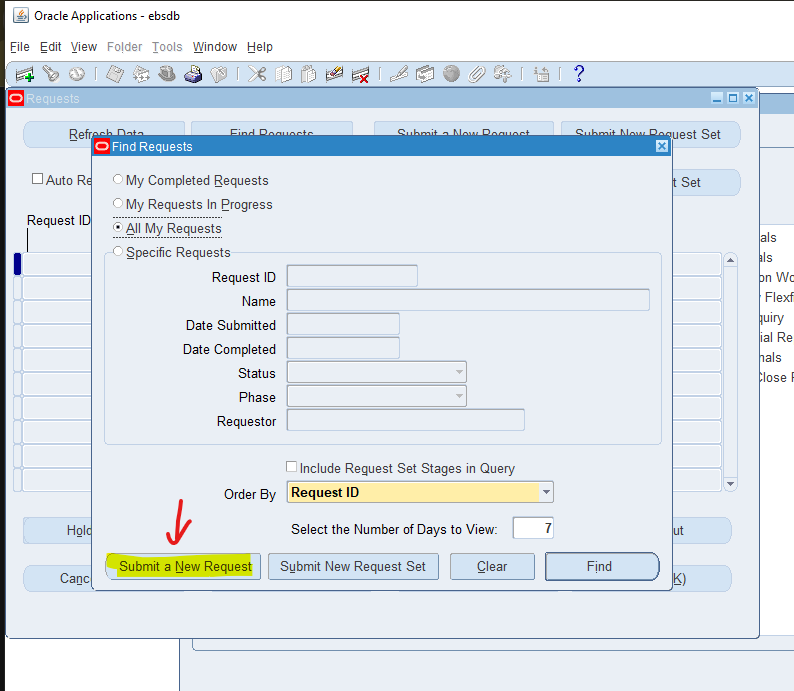 Oracle Applications - ebsdb
File Edit View Folder Tools Window Help
Requests
Refresh Data Find Requests Submit a New Request Submit New Request Set
Find Requests
My Completed Requests
Auto Re
t Set
My Requests In Progress
Request ID
All My Requests
als
Specific Requests
als
Request ID
on Wo
Name
Flexf
Date Submitted
quiry
ial Re
Date Completed
nals
Status
Close
Phase
Requestor
Include Request Set Stages in Query
Order By Request ID
Select the Number of Days to View: 7
Hold
ut
Submit a New Request Submit New Request Set Clear Find
Canc
K)